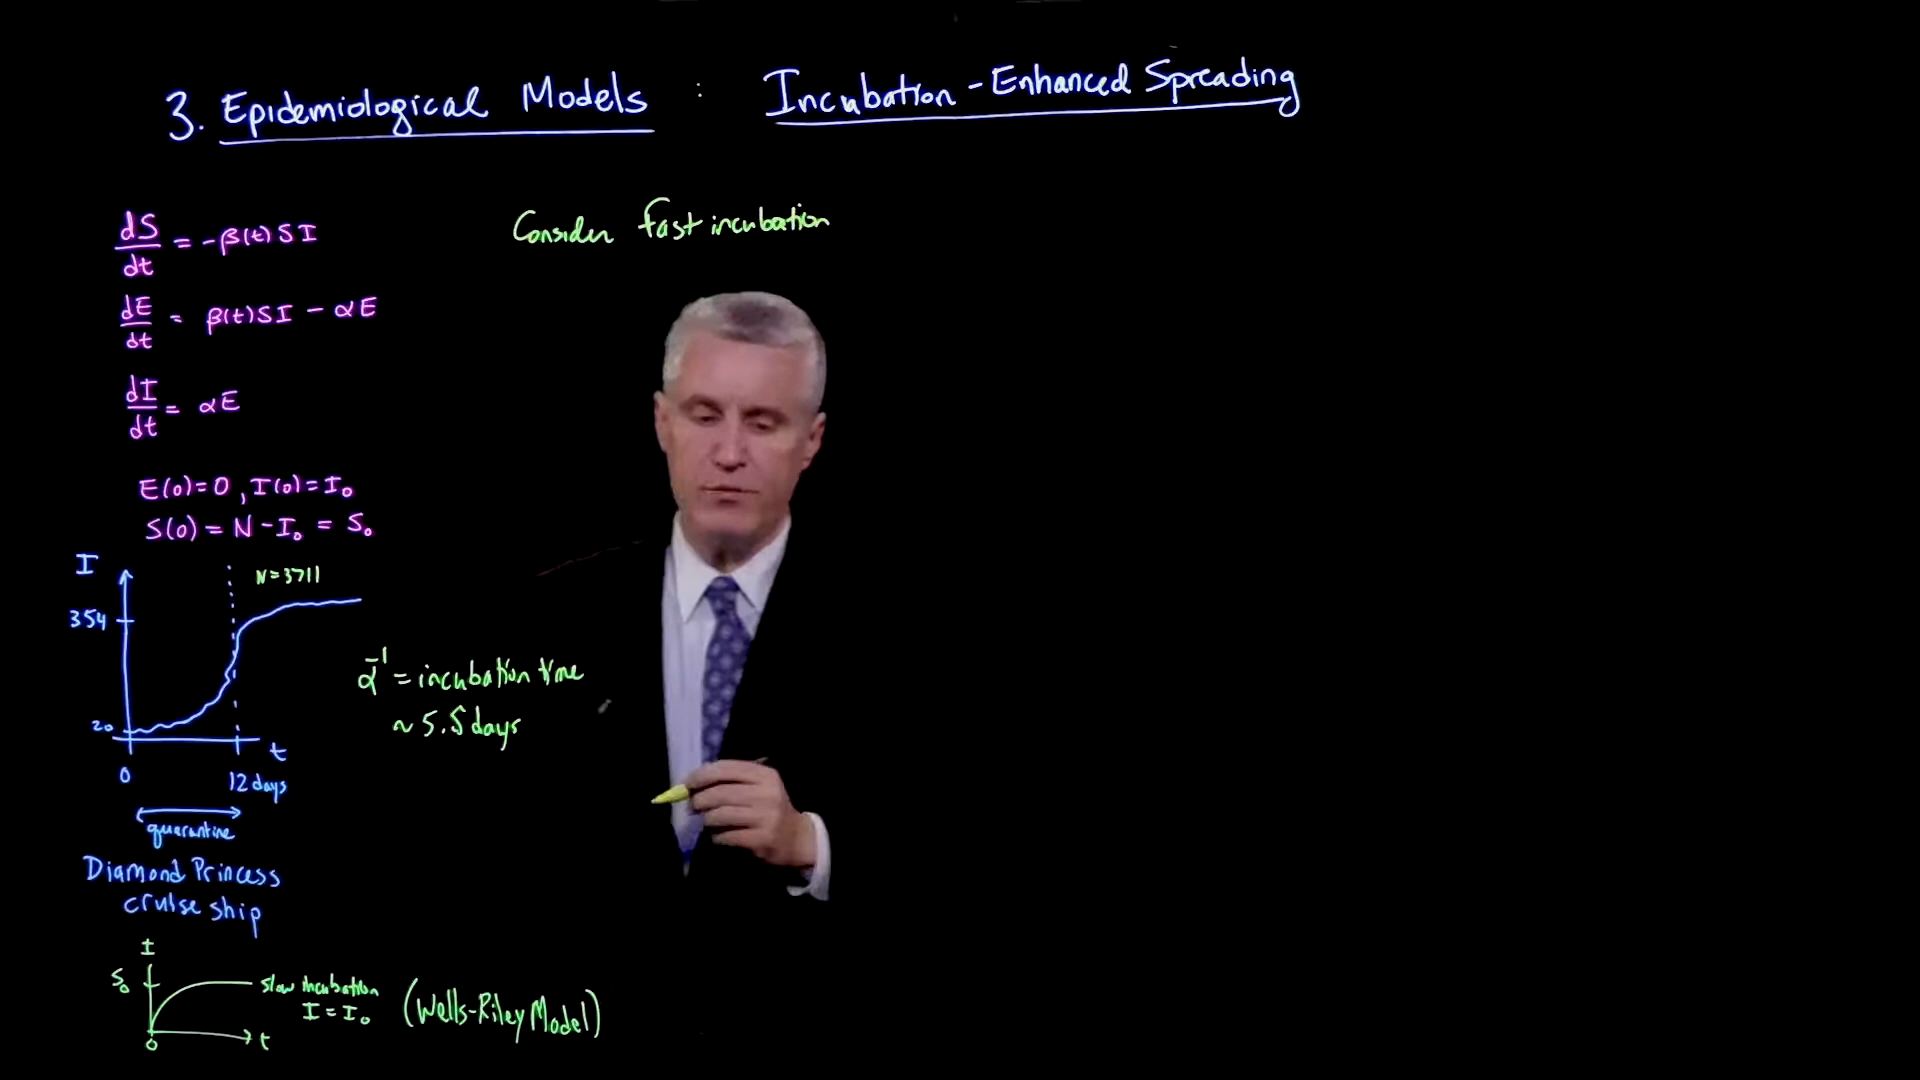 3. Epidemiological Models : Incubation - Enhanced Spreading
dS/dt = -β(t)SI
dE/dt = β(t)SI - αE
dI/dt = αE
E(0)=0, I(0)=I₀
S(0) = N - I₀ = S₀
Consider fast incubation
I
N=3711
354
20
0
12 days
t
quarantine
Diamond Princess
cruise ship
α⁻¹ = incubation time
~ 5.5 days
I
S₀
0
t
slow incubation
I = I₀
(Wells-Riley Model)